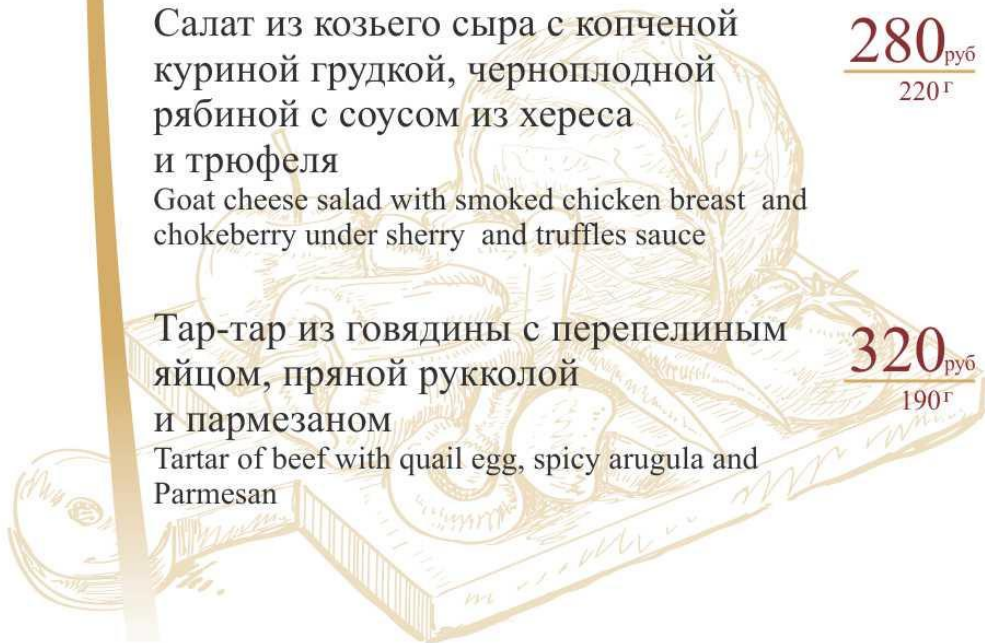 Салат из козьего сыра с копченой
куриной грудкой, черноплодной
рябиной с соусом из хереса
и трюфеля
Goat cheese salad with smoked chicken breast and
chokeberry under sherry and truffles sauce
280руб
220г
Тар-тар из говядины с перепелиным
яйцом, пряной рукколой
и пармезаном
Tartar of beef with quail egg, spicy arugula and
Parmesan
320руб
190г